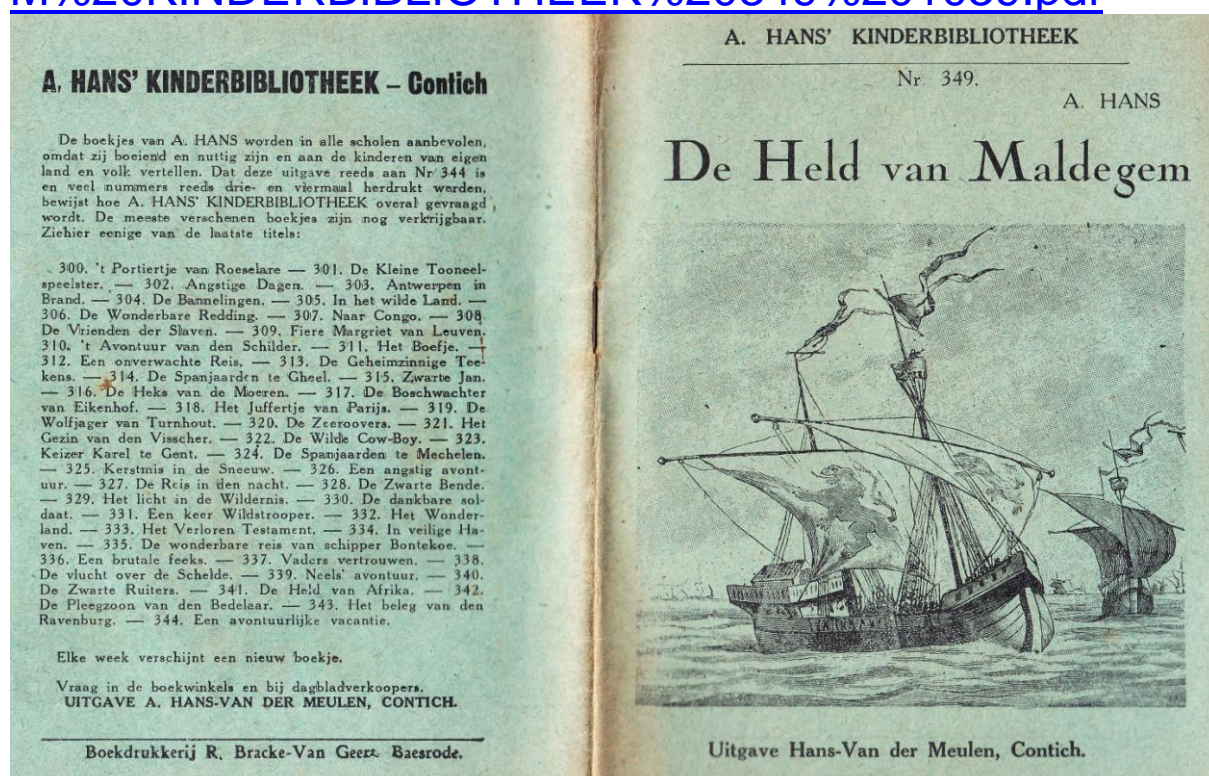 M%20KINDERBIBLIOTHEEK%20349%201
A. HANS' KINDERBIBLIOTHEEK – Contich
De boekjes van A. HANS worden in alle scholen aanbevolen,
omdat zij boeiend en nuttig zijn en aan de kinderen van eigen
land en volk vertellen. Dat deze uitgave reeds aan Nr 344 is
en veel nummers reeds drie- en viermaal herdrukt werden,
bewijst hoe A. HANS' KINDERBIBLIOTHEEK overal gevraagd
wordt. De meeste verschenen boekjes zijn nog verkrijgbaar.
Ziehier eenige van de laatste titels:
300. 't Portiertje van Roeselare — 301. De Kleine Tooneel-
speelster. — 302. Angstige Dagen. — 303. Antwerpen in
Brand. — 304. De Bannelingen. — 305. In het wilde Land. —
306. De Wonderbare Redding. — 307. Naar Congo. — 308.
De Vrienden der Slaven. — 309. Fiere Margriet van Leuven.
310. 't Avontuur van den Schilder. — 311. Het Boefje. —
312. Een onverwachte Reis. — 313. De Geheimzinnige Tee-
kens. — 314. De Spanjaarden te Gheel. — 315. Zwarte Jan.
— 316. De Heks van de Moeren. — 317. De Boschwachter
van Eikenhof. — 318. Het Juffertje van Parijs. — 319. De
Wolfjager van Turnhout. — 320. De Zeeroovers. — 321. Het
Gezin van den Visscher. — 322. De Wilde Cow-Boy. — 323.
Keizer Karel te Gent. — 324. De Spanjaarden te Mechelen.
— 325. Kerstmis in de Sneeuw. — 326. Een angstig avont-
uur. — 327. De Reis in den nacht. — 328. De Zwarte Bende.
— 329. Het licht in de Wildernis. — 330. De dankbare sol-
daat. — 331. Een keer Wildstrooper. — 332. Het Wonder-
land. — 333. Het Verloren Testament. — 334. In veilige Ha-
ven. — 335. De wonderbare reis van schipper Bontekoe. —
336. Een brutale feeks. — 337. Vaders vertrouwen. — 338.
De vlucht over de Schelde. — 339. Neels' avontuur. — 340.
De Zwarte Ruiters. — 341. De Held van Afrika. — 342.
De Pleegzoon van den Bedelaar. — 343. Het beleg van den
Ravenburg. — 344. Een avontuurlijke vacantie.
Elke week verschijnt een nieuw boekje.
Vraag in de boekwinkels en bij dagbladverkoopers.
UITGAVE A. HANS-VAN DER MEULEN, CONTICH.
Boekdrukkerij R. Bracke-Van Geert Baesrode.
A. HANS' KINDERBIBLIOTHEEK
Nr 349.
A. HANS
De Held van Maldegem
Uitgave Hans-Van der Meulen, Contich.